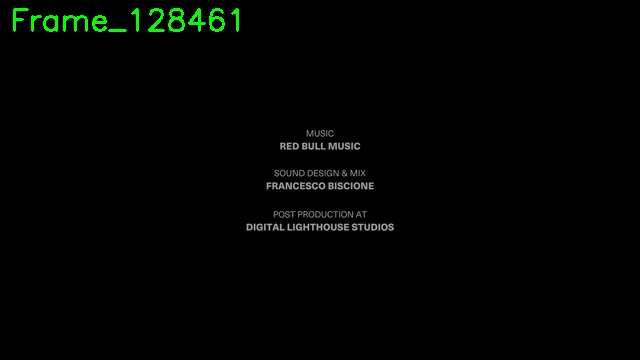 Frame_128461
MUSIC
RED BULL MUSIC
SOUND DESIGN & MIX
FRANCESCO BISCIONE
POST PRODUCTION AT
DIGITAL LIGHTHOUSE STUDIOS